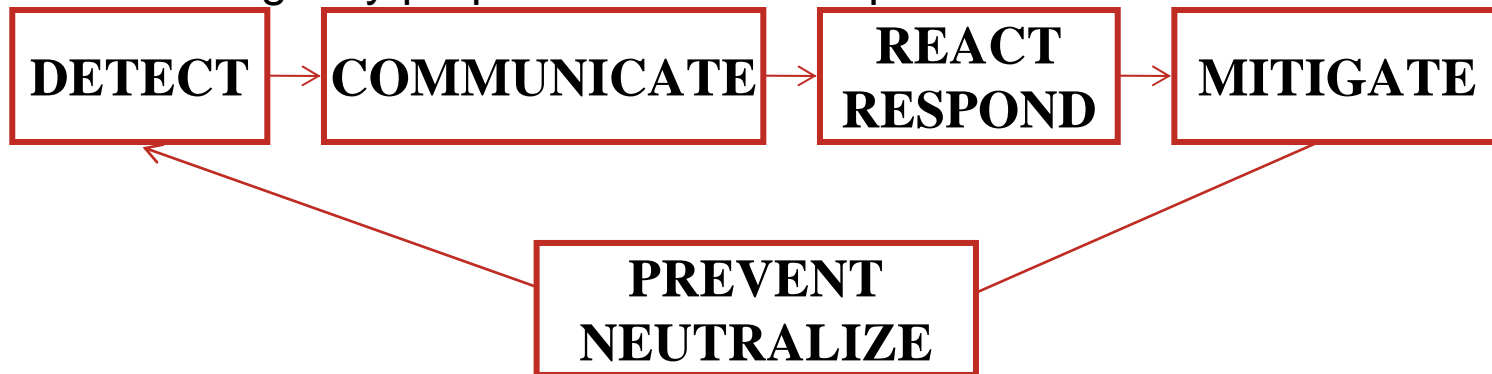 DETECT
COMMUNICATE
REACT
RESPOND
MITIGATE
PREVENT
NEUTRALIZE